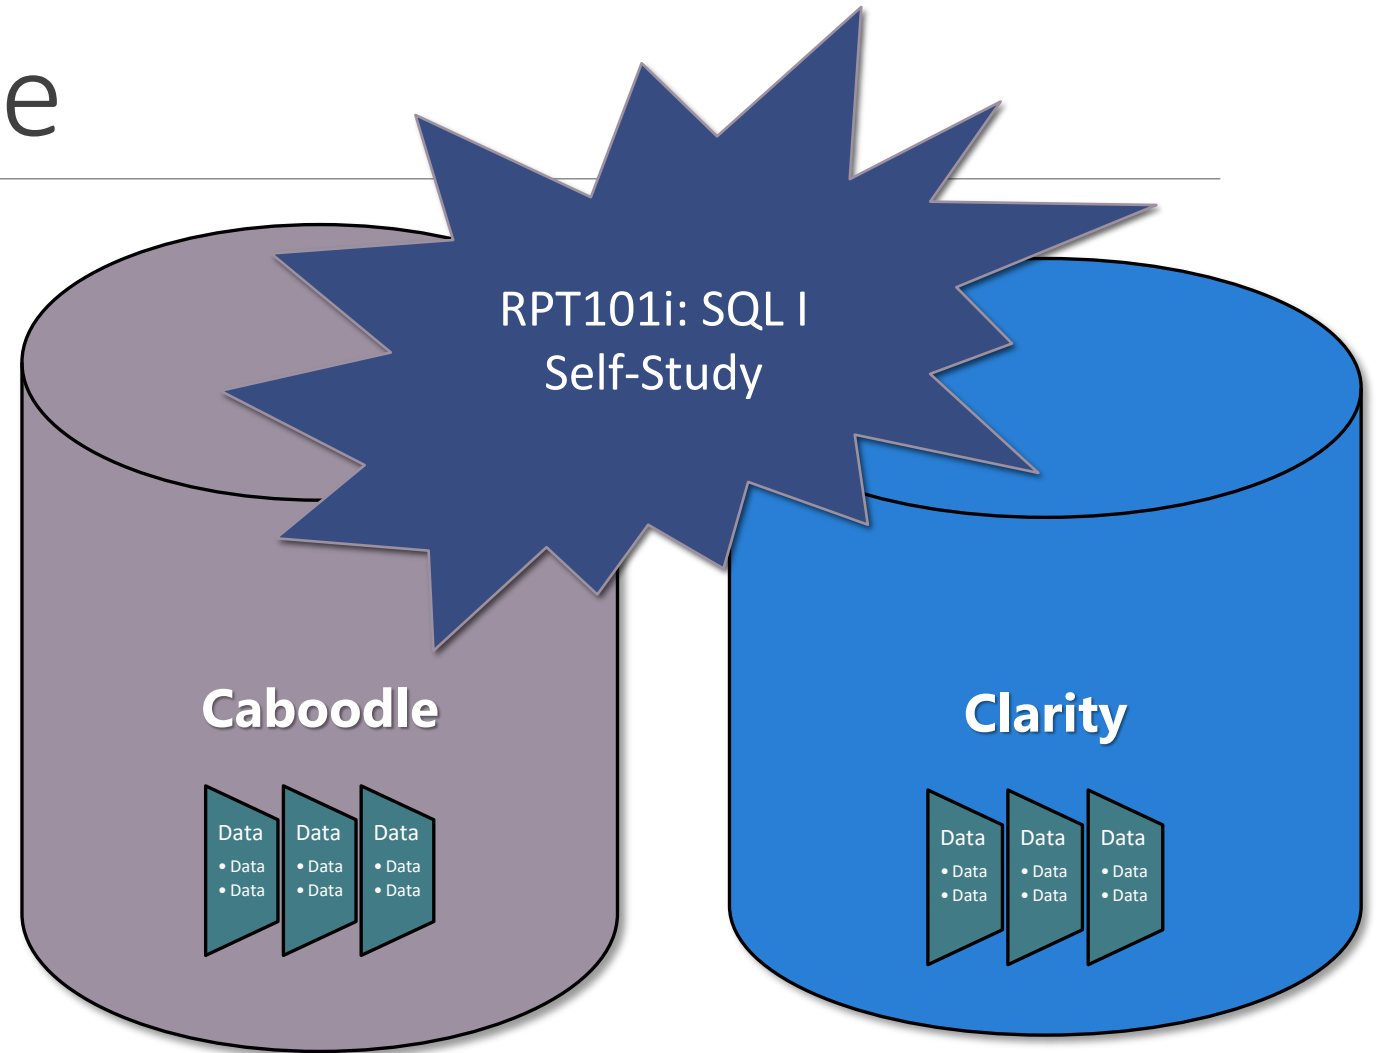 e
RPT101i: SQL I
Self-Study
Caboodle
Data
• Data
• Data
Data
• Data
• Data
Data
• Data
• Data
Clarity
Data
• Data
• Data
Data
• Data
• Data
Data
• Data
• Data